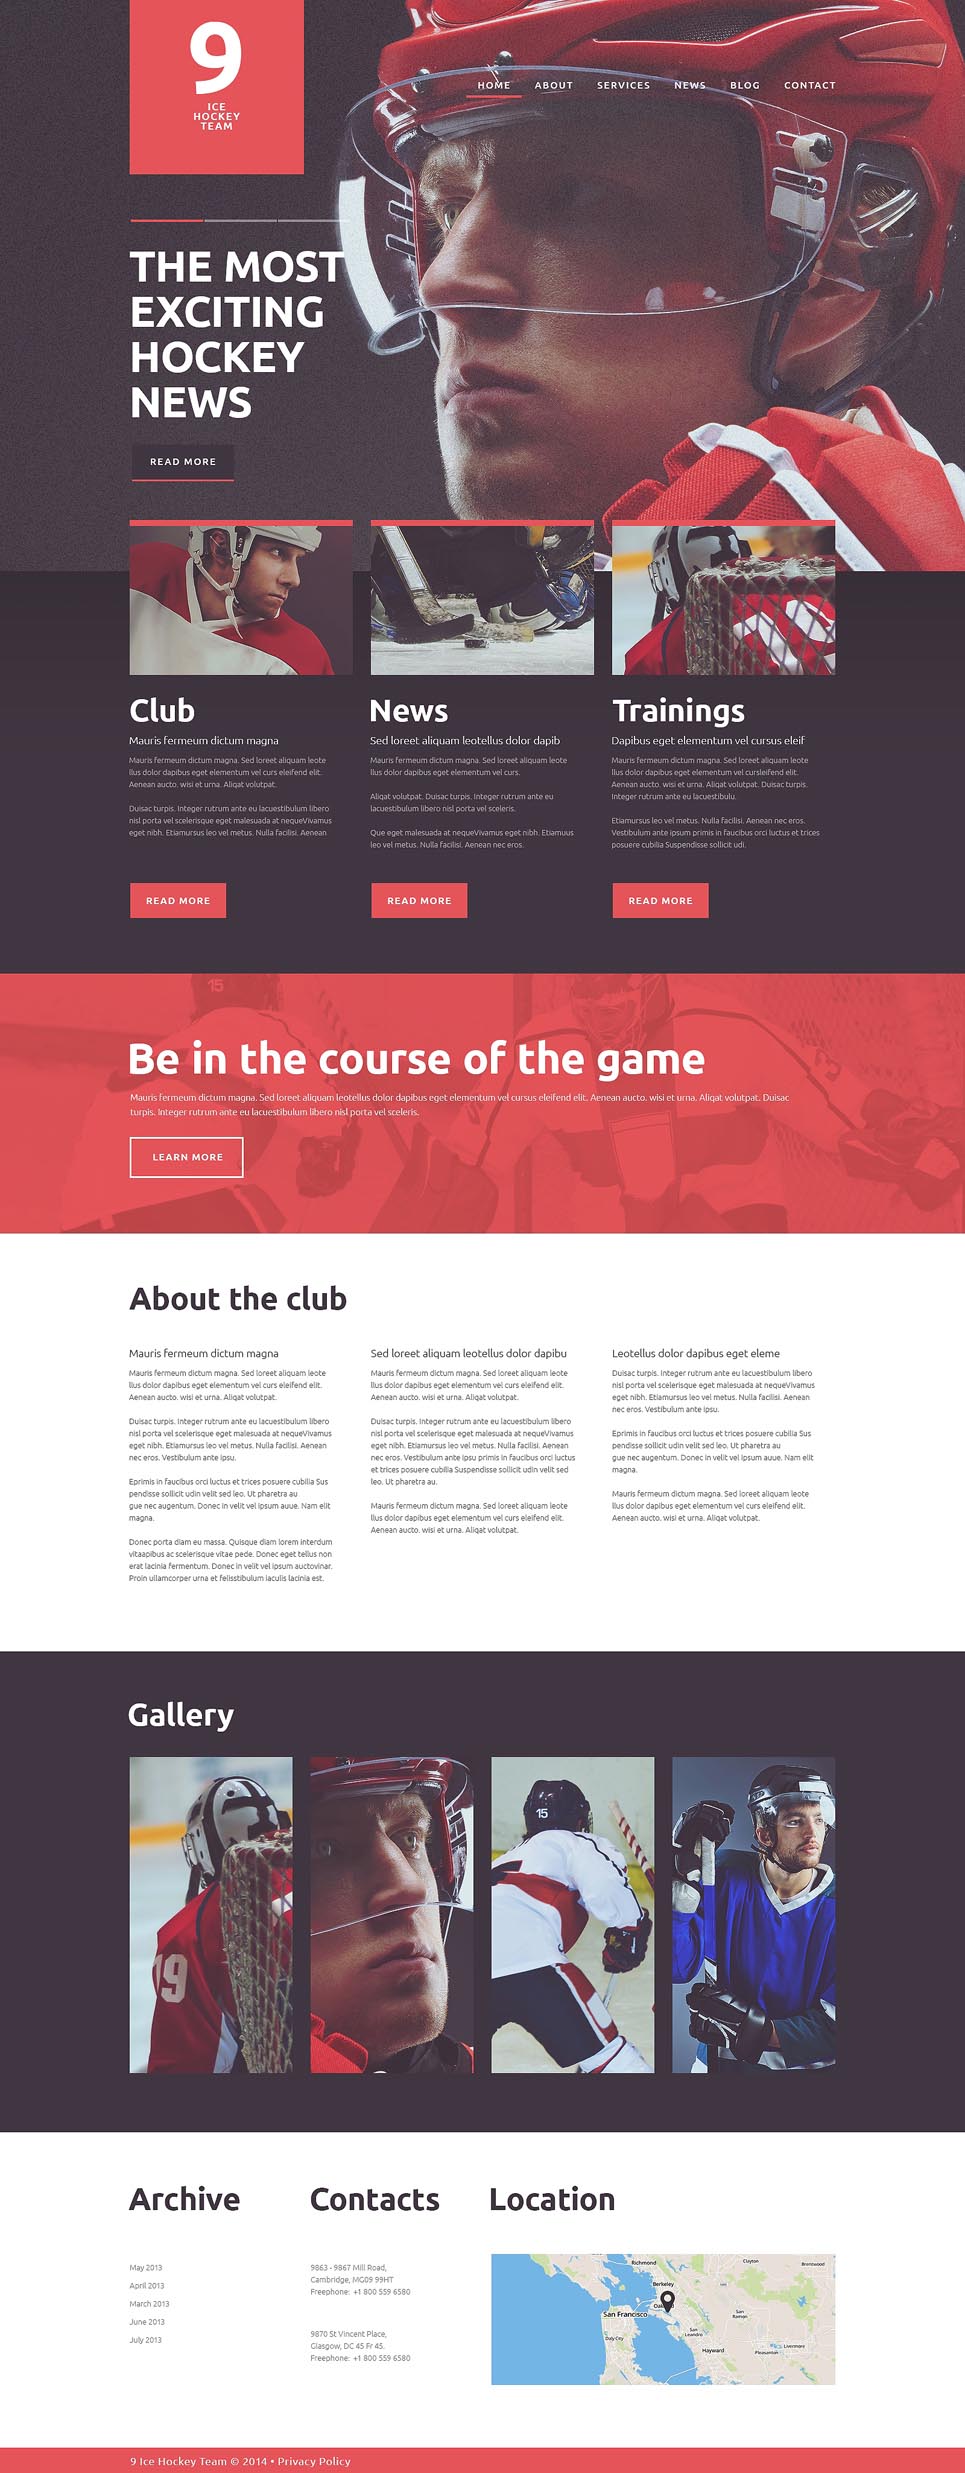 9
ICE
HOCKEY
TEAM
HOME ABOUT SERVICES NEWS BLOG CONTACT
THE MOST
EXCITING
HOCKEY
NEWS
READ MORE
Club
Mauris fermeum dictum magna
Mauris fermeum dictum magna. Sed loreet aliquam leote
llus dolor dapibus eget elementum vel curs eleifend elit.
Aenean aucto. wisi et urna. Aliqat volutpat.
Duisac turpis. Integer rutrum ante eu lacuestibulum libero
nisl porta vel scelerisque eget malesuada at nequeVivamus
eget nibh. Etiamursus leo vel metus. Nulla facilisi. Aenean
READ MORE
News
Sed loreet aliquam leotellus dolor dapib
Mauris fermeum dictum magna. Sed loreet aliquam leote
llus dolor dapibus eget elementum vel curs.
Aliqat volutpat. Duisac turpis. Integer rutrum ante eu
lacuestibulum libero nisl porta vel sceleris.
Que eget malesuada at nequeVivamus eget nibh. Etiamuus
leo vel metus. Nulla facilisi. Aenean nec eros.
READ MORE
Trainings
Dapibus eget elementum vel cursus eleif
Mauris fermeum dictum magna. Sed loreet aliquam leote
llus dolor dapibus eget elementum vel cursleifend elit.
Aenean aucto. wisi et urna. Aliqat volutpat. Duisac turpis.
Integer rutrum ante eu lacuestibulu.
Etiamursus leo vel metus. Nulla facilisi. Aenean nec eros.
Vestibulum ante ipsum primis in faucibus orci luctus et trices
posuere cubilia Suspendisse sollicit udi.
READ MORE
15
Be in the course of the game
Mauris fermeum dictum magna. Sed loreet aliquam leotellus dolor dapibus eget elementum vel cursus eleifend elit. Aenean aucto. wisi et urna. Aliqat volutpat. Duisac
turpis. Integer rutrum ante eu lacuestibulum libero nisl porta vel sceleris.
LEARN MORE
About the club
Mauris fermeum dictum magna
Mauris fermeum dictum magna. Sed loreet aliquam leote
llus dolor dapibus eget elementum vel curs eleifend elit.
Aenean aucto. wisi et urna. Aliqat volutpat.
Duisac turpis. Integer rutrum ante eu lacuestibulum libero
nisl porta vel scelerisque eget malesuada at nequeVivamus
eget nibh. Etiamursus leo vel metus. Nulla facilisi. Aenean
nec eros. Vestibulum ante ipsu.
Eprimis in faucibus orci luctus et trices posuere cubilia Sus
pendisse sollicit udin velit sed leo. Ut pharetra au
gue nec augentum. Donec in velit vel ipsum auue. Nam elit
magna.
Donec porta diam eu massa. Quisque diam lorem interdum
vitaapibus ac scelerisque vitae pede. Donec eget tellus non
erat lacinia fermentum. Donec in velit vel ipsum auctovinar.
Proin ullamcorper urna et felisstibulum iaculis lacinia est.
Sed loreet aliquam leotellus dolor dapibu
Mauris fermeum dictum magna. Sed loreet aliquam leote
llus dolor dapibus eget elementum vel curs eleifend elit.
Aenean aucto. wisi et urna. Aliqat volutpat.
Duisac turpis. Integer rutrum ante eu lacuestibulum libero
nisl porta vel scelerisque eget malesuada at nequeVivamus
eget nibh. Etiamursus leo vel metus. Nulla facilisi. Aenean
nec eros. Vestibulum ante ipsu primis in faucibus orci luctus
et trices posuere cubilia Suspendisse sollicit udin velit sed
leo. Ut pharetra au.
Mauris fermeum dictum magna. Sed loreet aliquam leote
llus dolor dapibus eget elementum vel curs eleifend elit.
Aenean aucto. wisi et urna. Aliqat volutpat.
Leotellus dolor dapibus eget eleme
Duisac turpis. Integer rutrum ante eu lacuestibulum libero
nisl porta vel scelerisque eget malesuada at nequeVivamus
eget nibh. Etiamursus leo vel metus. Nulla facilisi. Aenean
nec eros. Vestibulum ante ipsu.
Eprimis in faucibus orci luctus et trices posuere cubilia Sus
pendisse sollicit udin velit sed leo. Ut pharetra au
gue nec augentum. Donec in velit vel ipsum auue. Nam elit
magna.
Mauris fermeum dictum magna. Sed loreet aliquam leote
llus dolor dapibus eget elementum vel curs eleifend elit.
Aenean aucto. wisi et urna. Aliqat volutpat.
Gallery
19
15
Archive
May 2013
April 2013
March 2013
June 2013
July 2013
Contacts
9863 - 9867 Mill Road,
Cambridge, MG09 99HT
Freephone: +1 800 559 6580
9870 St Vincent Place,
Glasgow, DC 45 Fr 45.
Freephone: +1 800 559 6580
Location
Richmond
Clayton
Brentwood
Berkeley
San Francisco
San
Ramon
Daly City
San
Leandro
Hayward
Livermore
Pleasanton
9 Ice Hockey Team © 2014 • Privacy Policy